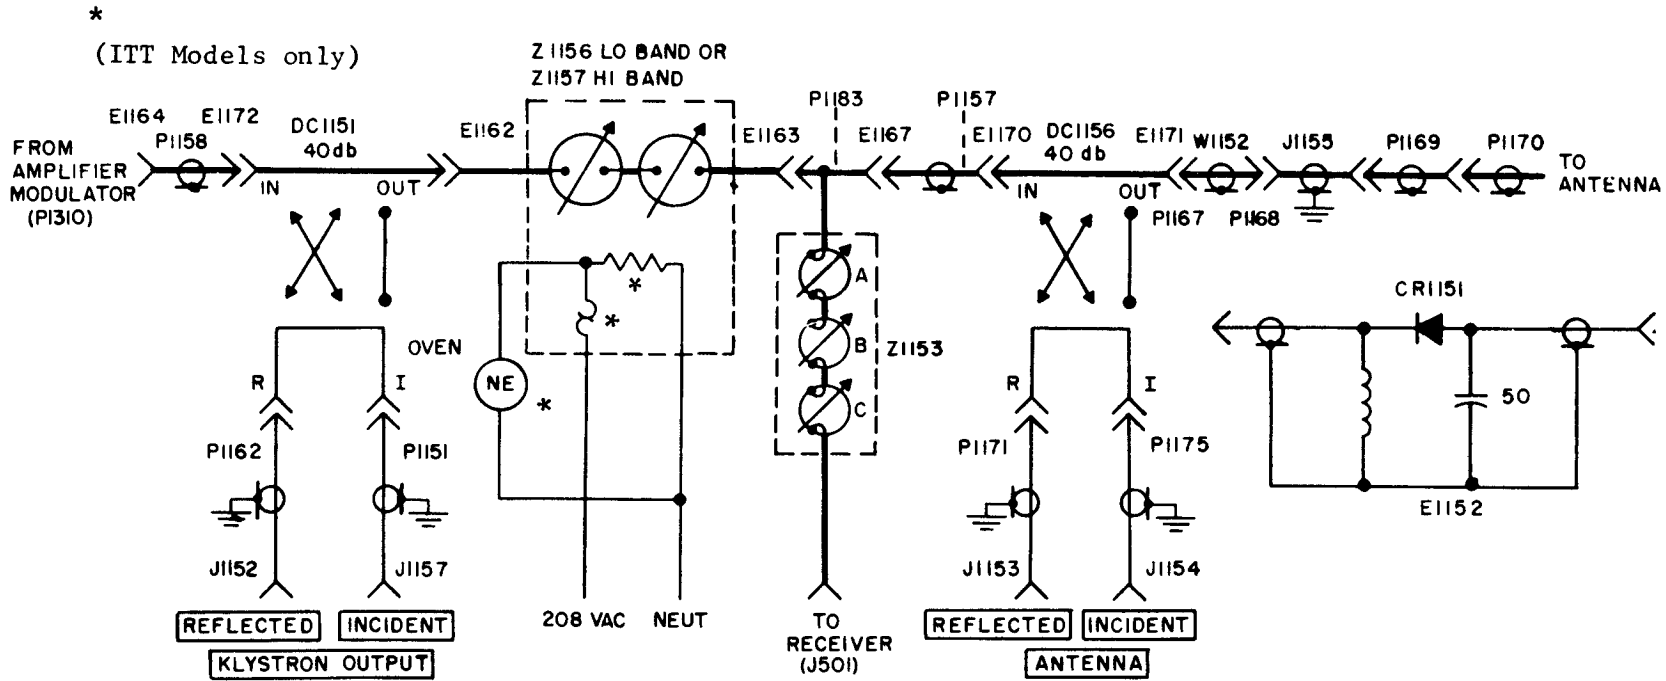 *
(ITT Models only)
Z1156 LO BAND OR
Z1157 HI BAND
E1164
P1158
E1172
DC1151
40db
E1162
E1163
P1183
E1167
P1157
E1170
DC1156
40 db
E1171
W1152
J1155
P1169
P1170
FROM
AMPLIFIER
MODULATOR
(P1310)
IN
OUT
IN
OUT
P1167
P1168
TO
ANTENNA
*
*
A
B
C
Z1153
CR1151
50
E1152
OVEN
NE
*
R
I
R
I
P1162
P1151
P1171
P1175
J1152
J1157
J1153
J1154
208 VAC
NEUT
TO
RECEIVER
(J501)
REFLECTED
INCIDENT
KLYSTRON OUTPUT
REFLECTED
INCIDENT
ANTENNA